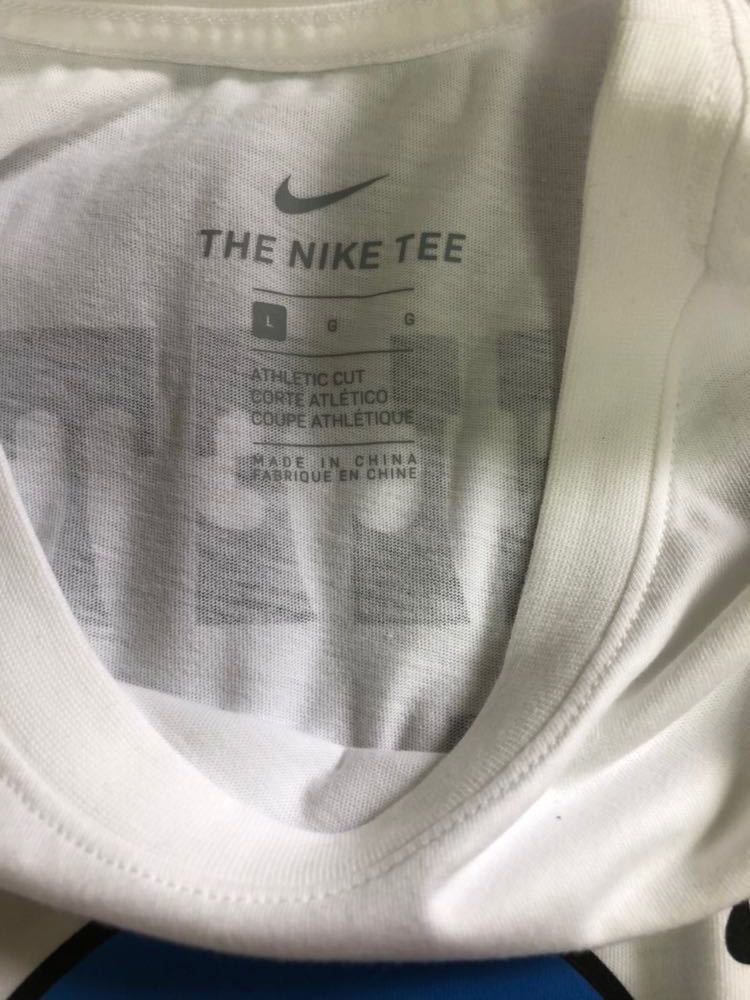 THE NIKE TEE
L G G
ATHLETIC CUT
CORTE ATLÉTICO
COUPE ATHLÉTIQUE
MADE IN CHINA
FABRIQUE EN CHINE